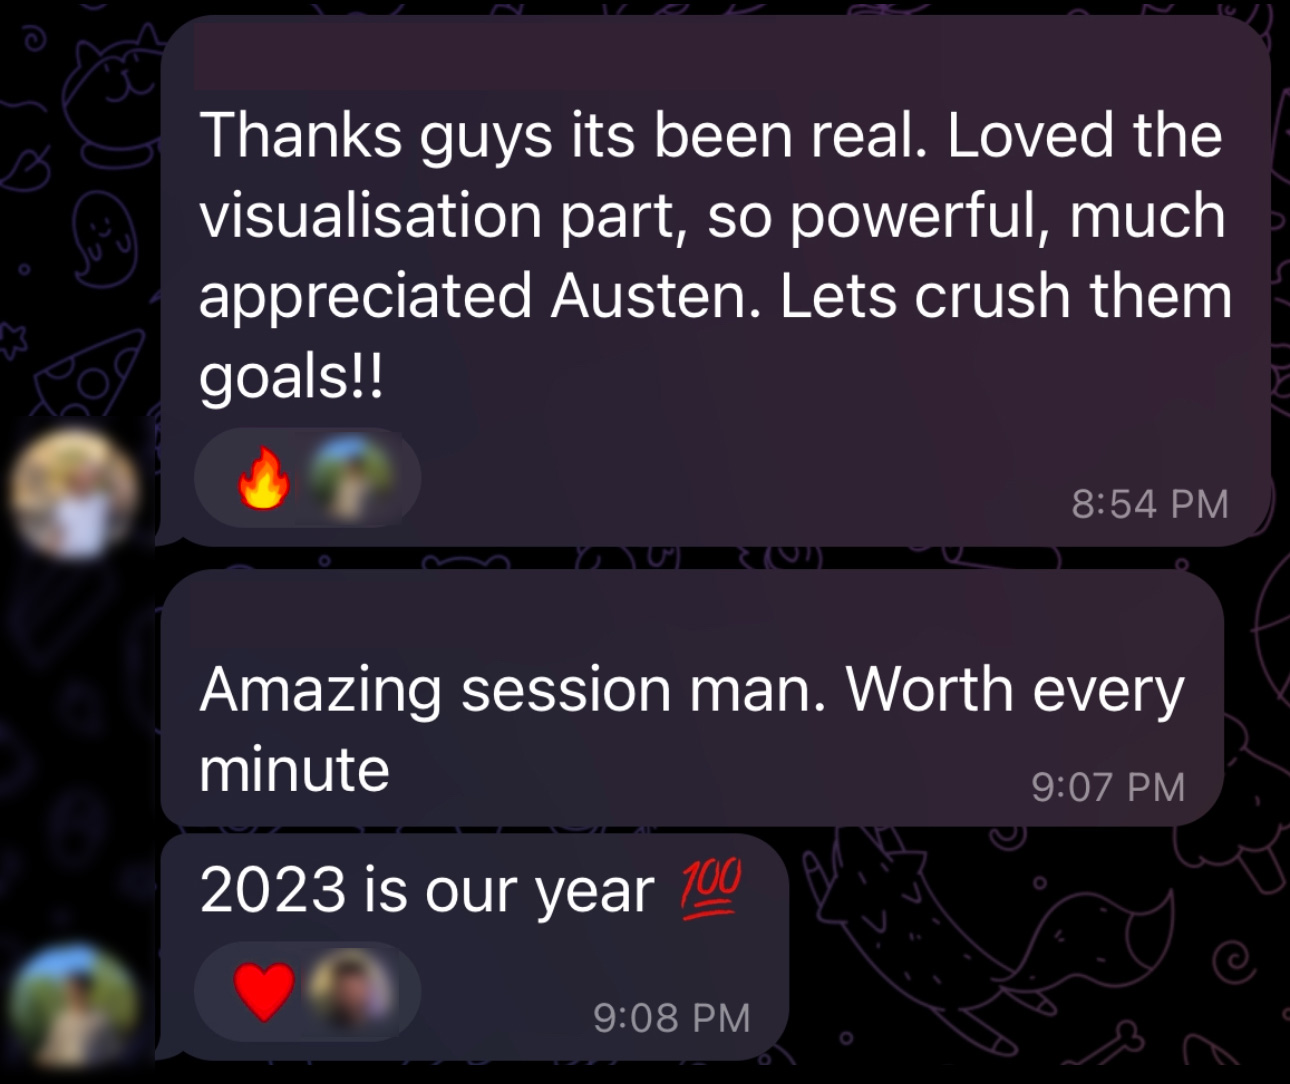 Thanks guys its been real. Loved the
visualisation part, so powerful, much
appreciated Austen. Lets crush them
goals!!
🔥
8:54 PM
Amazing session man. Worth every
minute
9:07 PM
2023 is our year 💯
❤️
9:08 PM